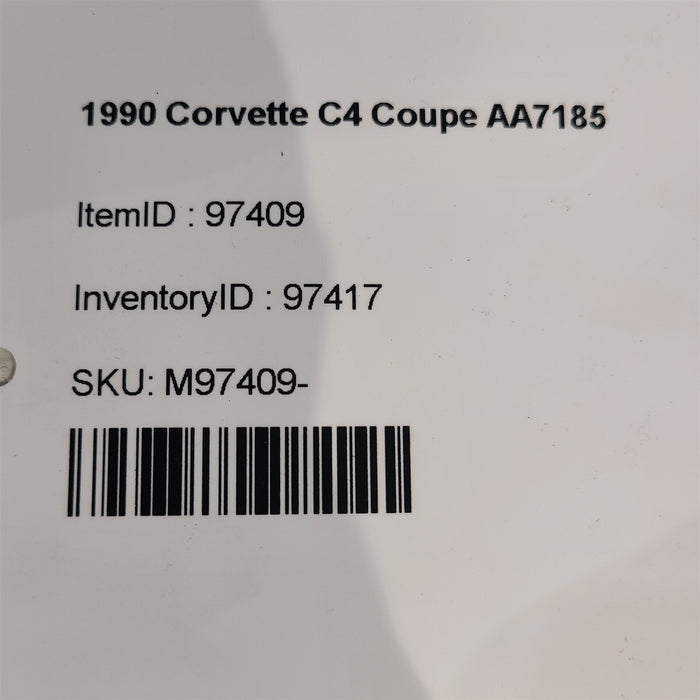 1990 Corvette C4 Coupe AA7185
ItemID : 97409
InventoryID : 97417
SKU: M97409-